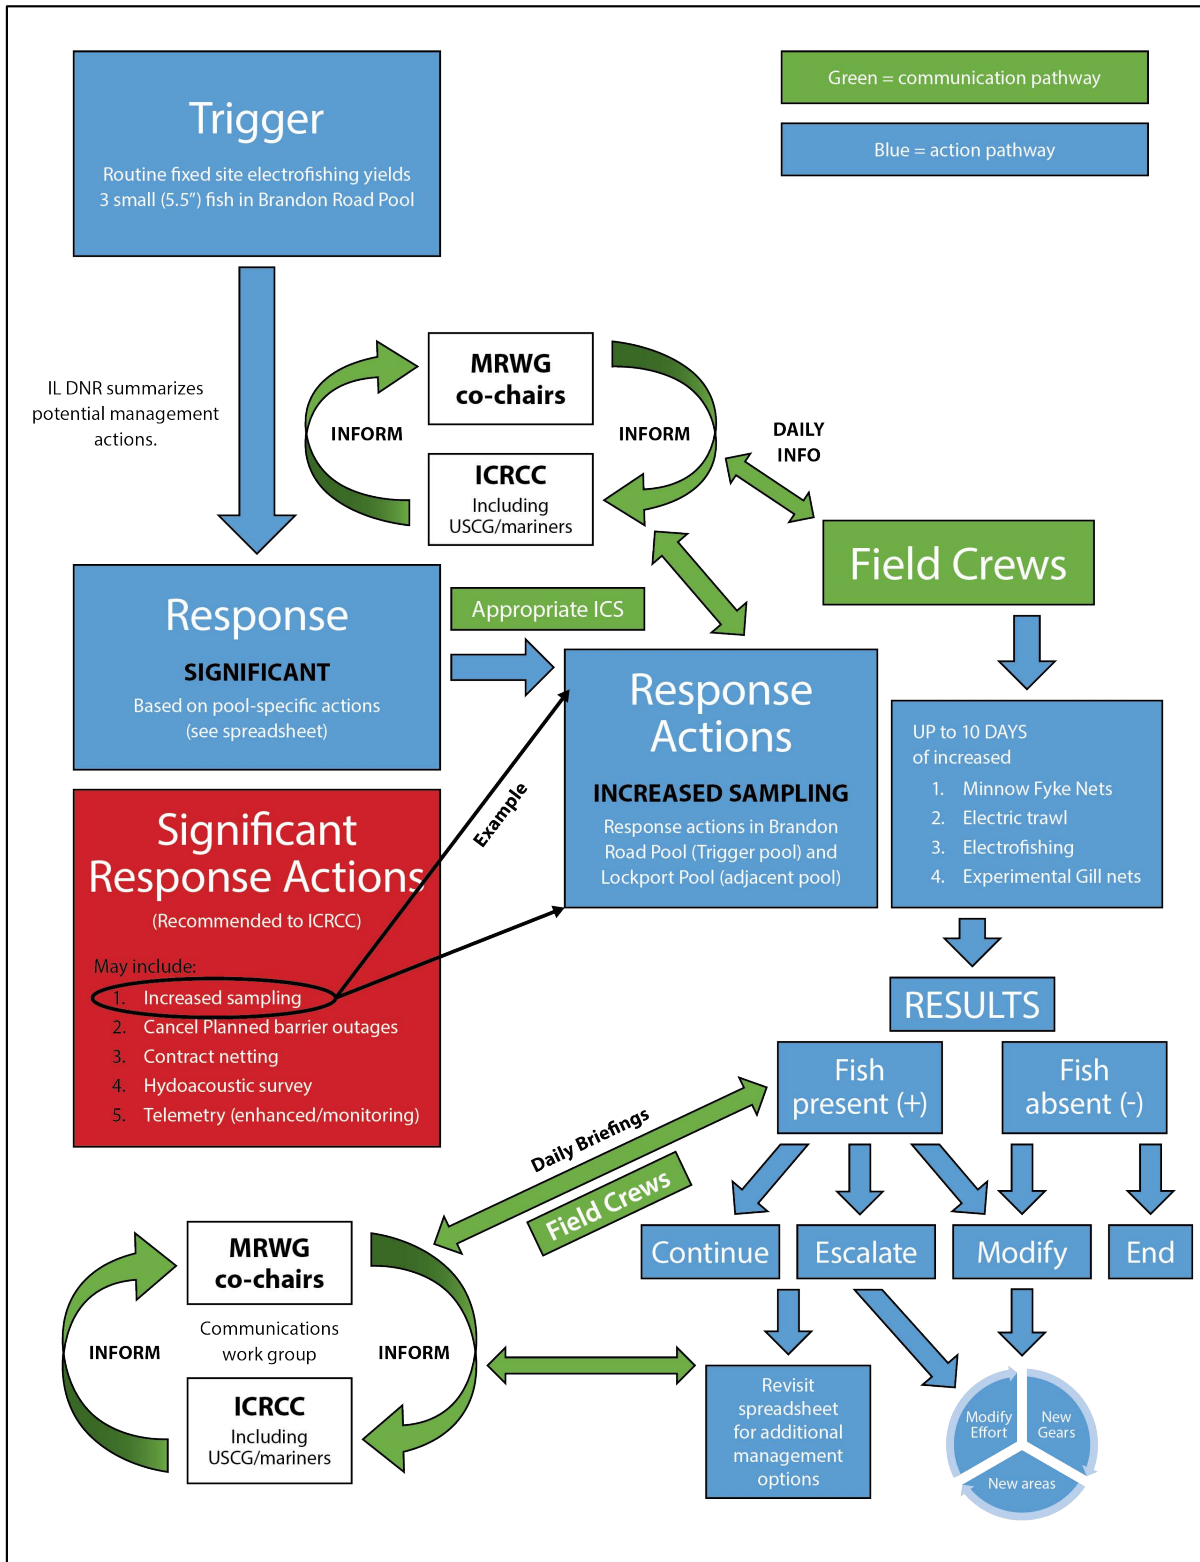 Trigger
Routine fixed site electrofishing yields
3 small (5.5”) fish in Brandon Road Pool
Green = communication pathway
Blue = action pathway
IL DNR summarizes
potential management
actions.
MRWG
co-chairs
INFORM
INFORM
ICRCC
Including
USCG/mariners
DAILY
INFO
Field Crews
Response
SIGNIFICANT
Based on pool-specific actions
(see spreadsheet)
Appropriate ICS
Response
Actions
INCREASED SAMPLING
Response actions in Brandon
Road Pool (Trigger pool) and
Lockport Pool (adjacent pool)
UP to 10 DAYS
of increased
1. Minnow Fyke Nets
2. Electric trawl
3. Electrofishing
4. Experimental Gill nets
Significant
Response Actions
(Recommended to ICRCC)
May include:
1. Increased sampling
2. Cancel Planned barrier outages
3. Contract netting
4. Hydoacoustic survey
5. Telemetry (enhanced/monitoring)
Example
RESULTS
Fish
present (+)
Fish
absent (-)
Daily Briefings
Field Crews
Continue
Escalate
Modify
End
MRWG
co-chairs
Communications
work group
INFORM
INFORM
ICRCC
Including
USCG/mariners
Revisit
spreadsheet
for additional
management
options
Modify
Effort
New
Gears
New areas